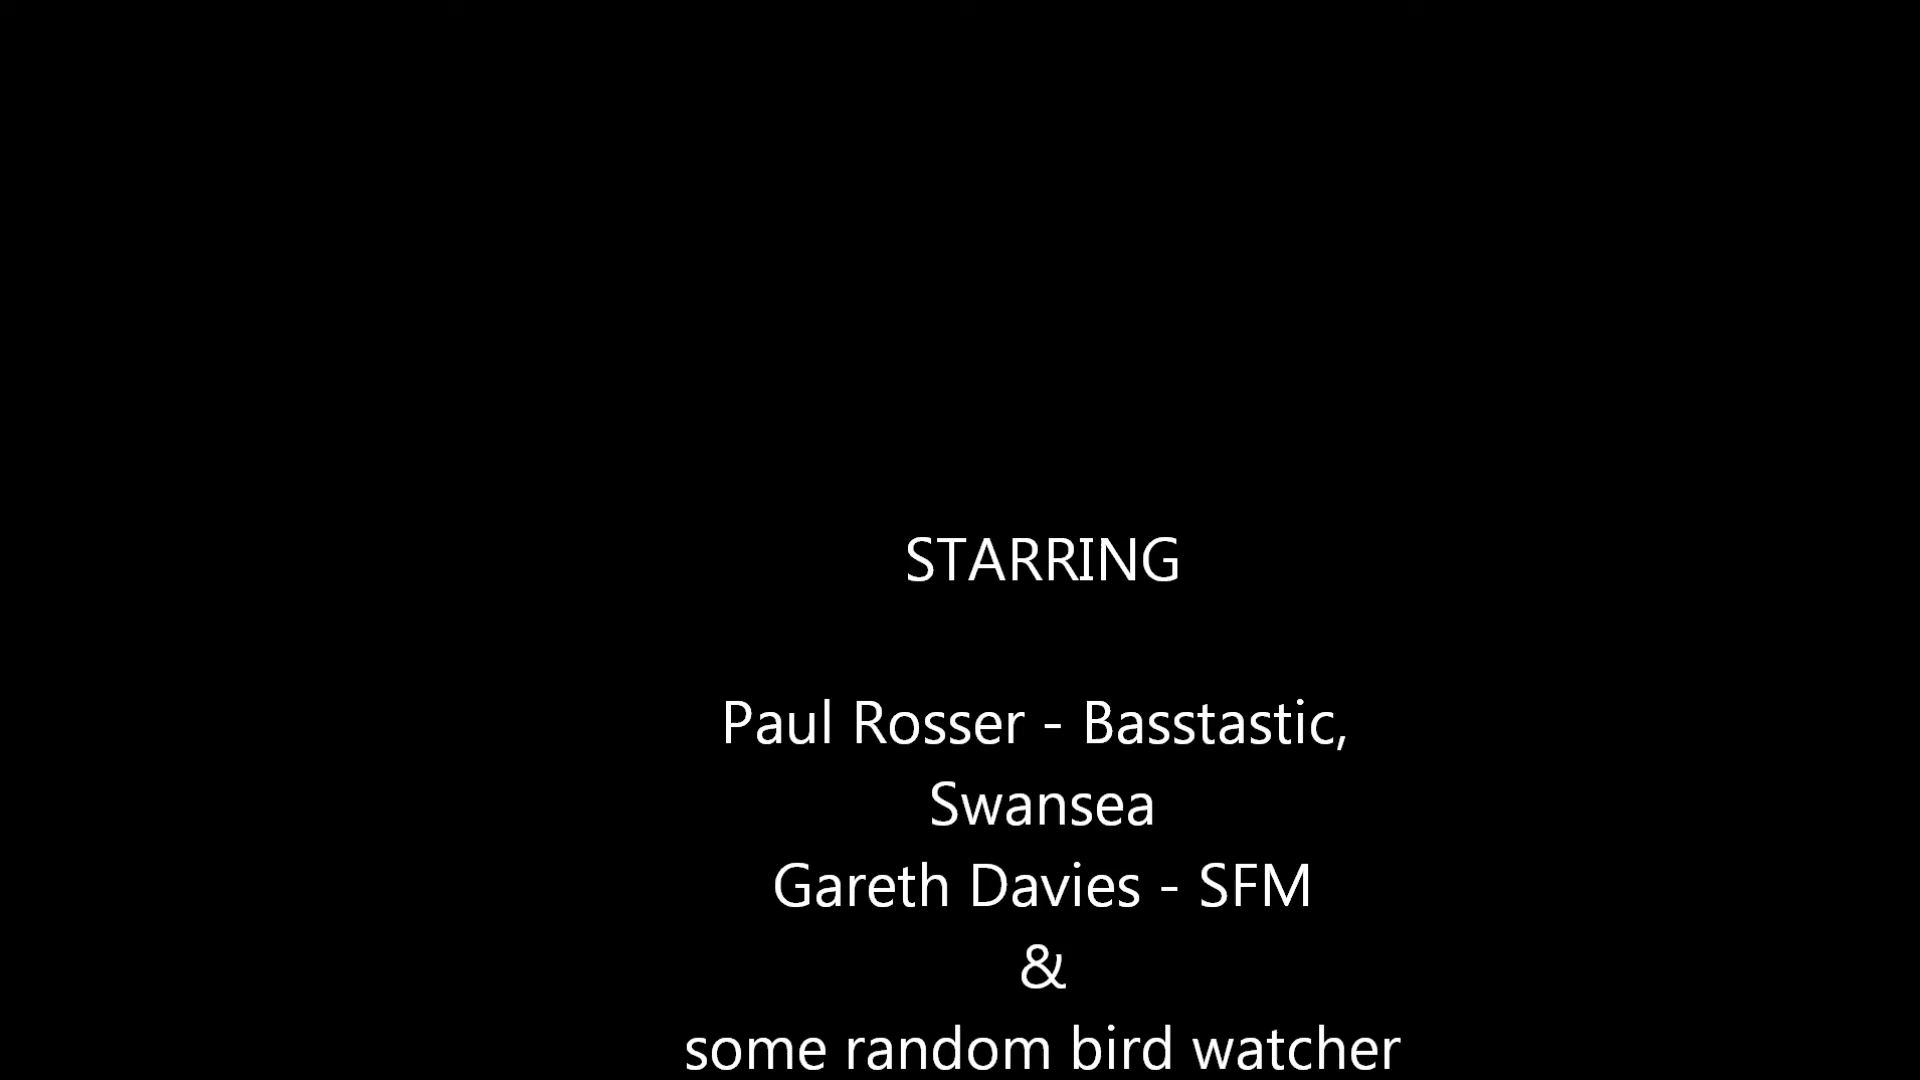 STARRING
Paul Rosser - Basstastic,
Swansea
Gareth Davies - SFM
&
some random bird watcher